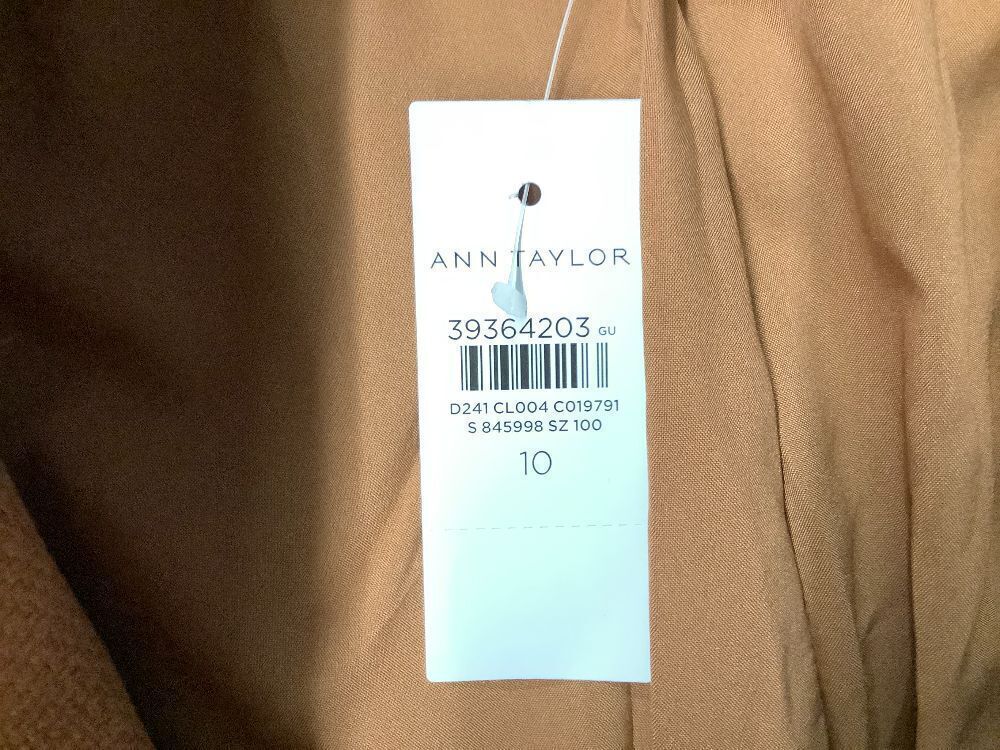 ANN TAYLOR
39364203 GU
D241 CL004 C019791
S 845998 SZ 100
10